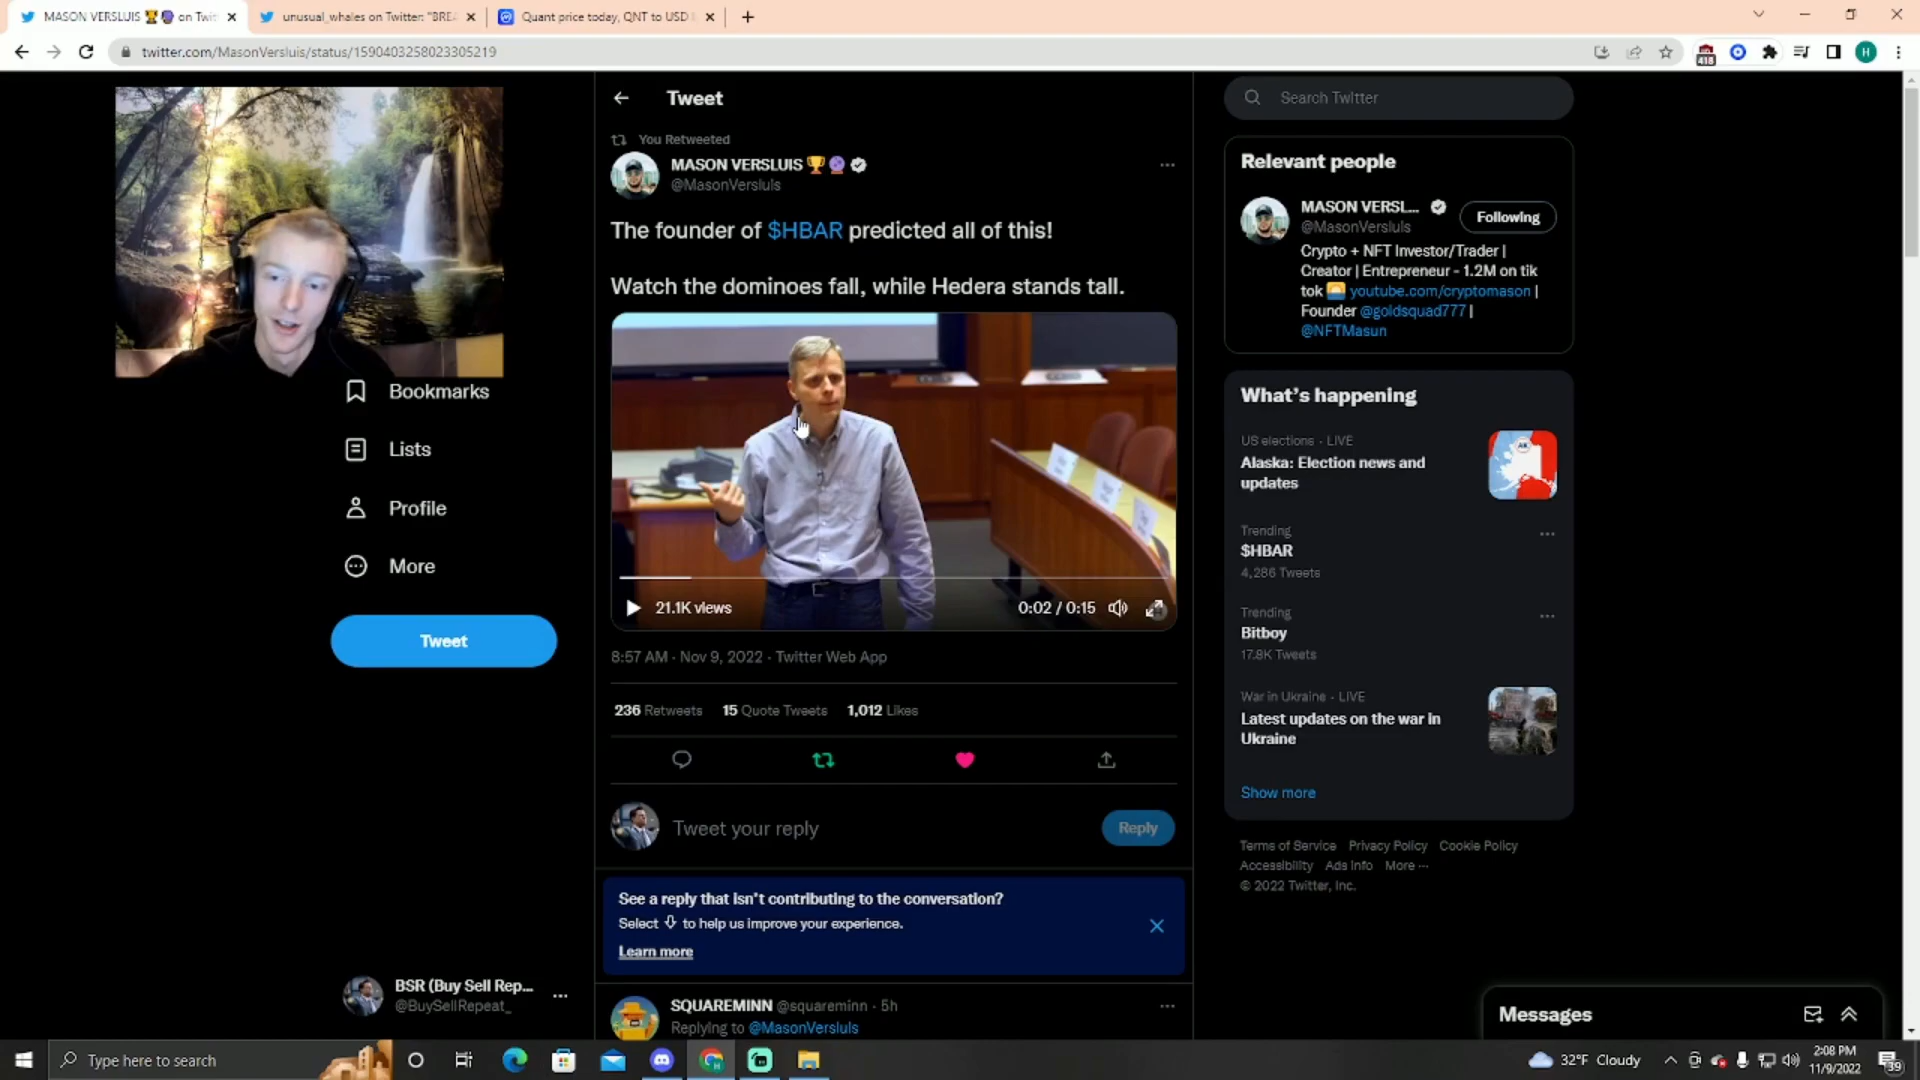 MASON VERSLUIS 🏆🔮 on Twi
unusual_whales on Twitter: "BREA
Quant price today, QNT to USD
twitter.com/MasonVersluis/status/1590403258023305219
418
H
Tweet
Search Twitter
You Retweeted
MASON VERSLUIS 🏆🔮
@MasonVersluis
The founder of $HBAR predicted all of this!
Watch the dominoes fall, while Hedera stands tall.
21.1K views
0:02 / 0:15
8:57 AM · Nov 9, 2022 · Twitter Web App
236 Retweets 15 Quote Tweets 1,012 Likes
Tweet your reply
Reply
See a reply that isn't contributing to the conversation?
Select to help us improve your experience.
Learn more
SQUAREMINN @squareminn · 5h
Replying to @MasonVersluis
Bookmarks
Lists
Profile
More
Tweet
BSR (Buy Sell Rep...
@BuySellRepeat_
Relevant people
MASON VERSL...
@MasonVersluis
Following
Crypto + NFT Investor/Trader |
Creator | Entrepreneur - 1.2M on tik
tok 🌅 youtube.com/cryptomason |
Founder @goldsquad777 |
@NFTMasun
What's happening
US elections · LIVE
Alaska: Election news and
updates
AK
Trending
$HBAR
4,286 Tweets
Trending
Bitboy
17.8K Tweets
War in Ukraine · LIVE
Latest updates on the war in
Ukraine
Show more
Terms of Service Privacy Policy Cookie Policy
Accessibility Ads info More ···
© 2022 Twitter, Inc.
Messages
Type here to search
32°F Cloudy
2:08 PM
11/9/2022
39